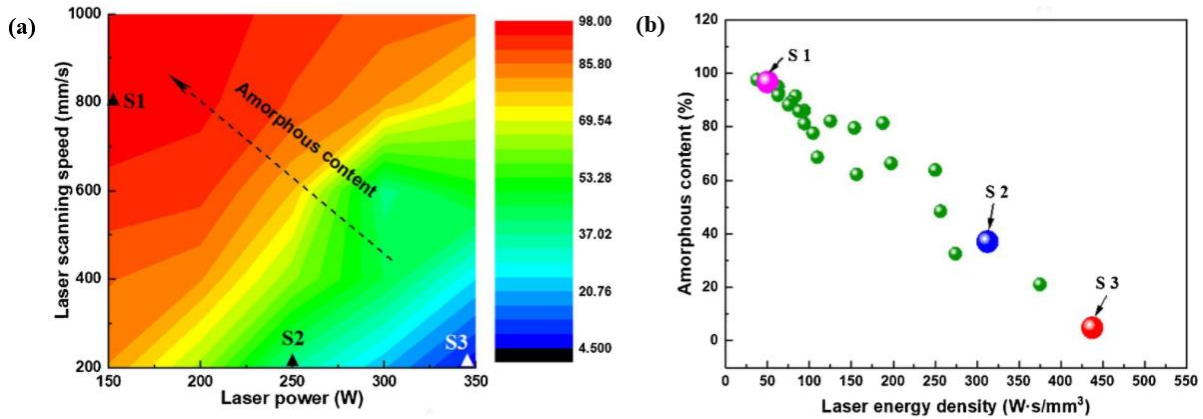 (a)
1000
800
600
400
200
Laser scanning speed (mm/s)
S1
Amorphous content
S2
S3
150
200
250
300
350
Laser power (W)
98.00
85.80
69.54
53.28
37.02
20.76
4.500
(b)
120
100
80
60
40
20
0
Amorphous content (%)
S 1
S 2
S 3
0
50
100
150
200
250
300
350
400
450
500
550
Laser energy density (W·s/mm³)